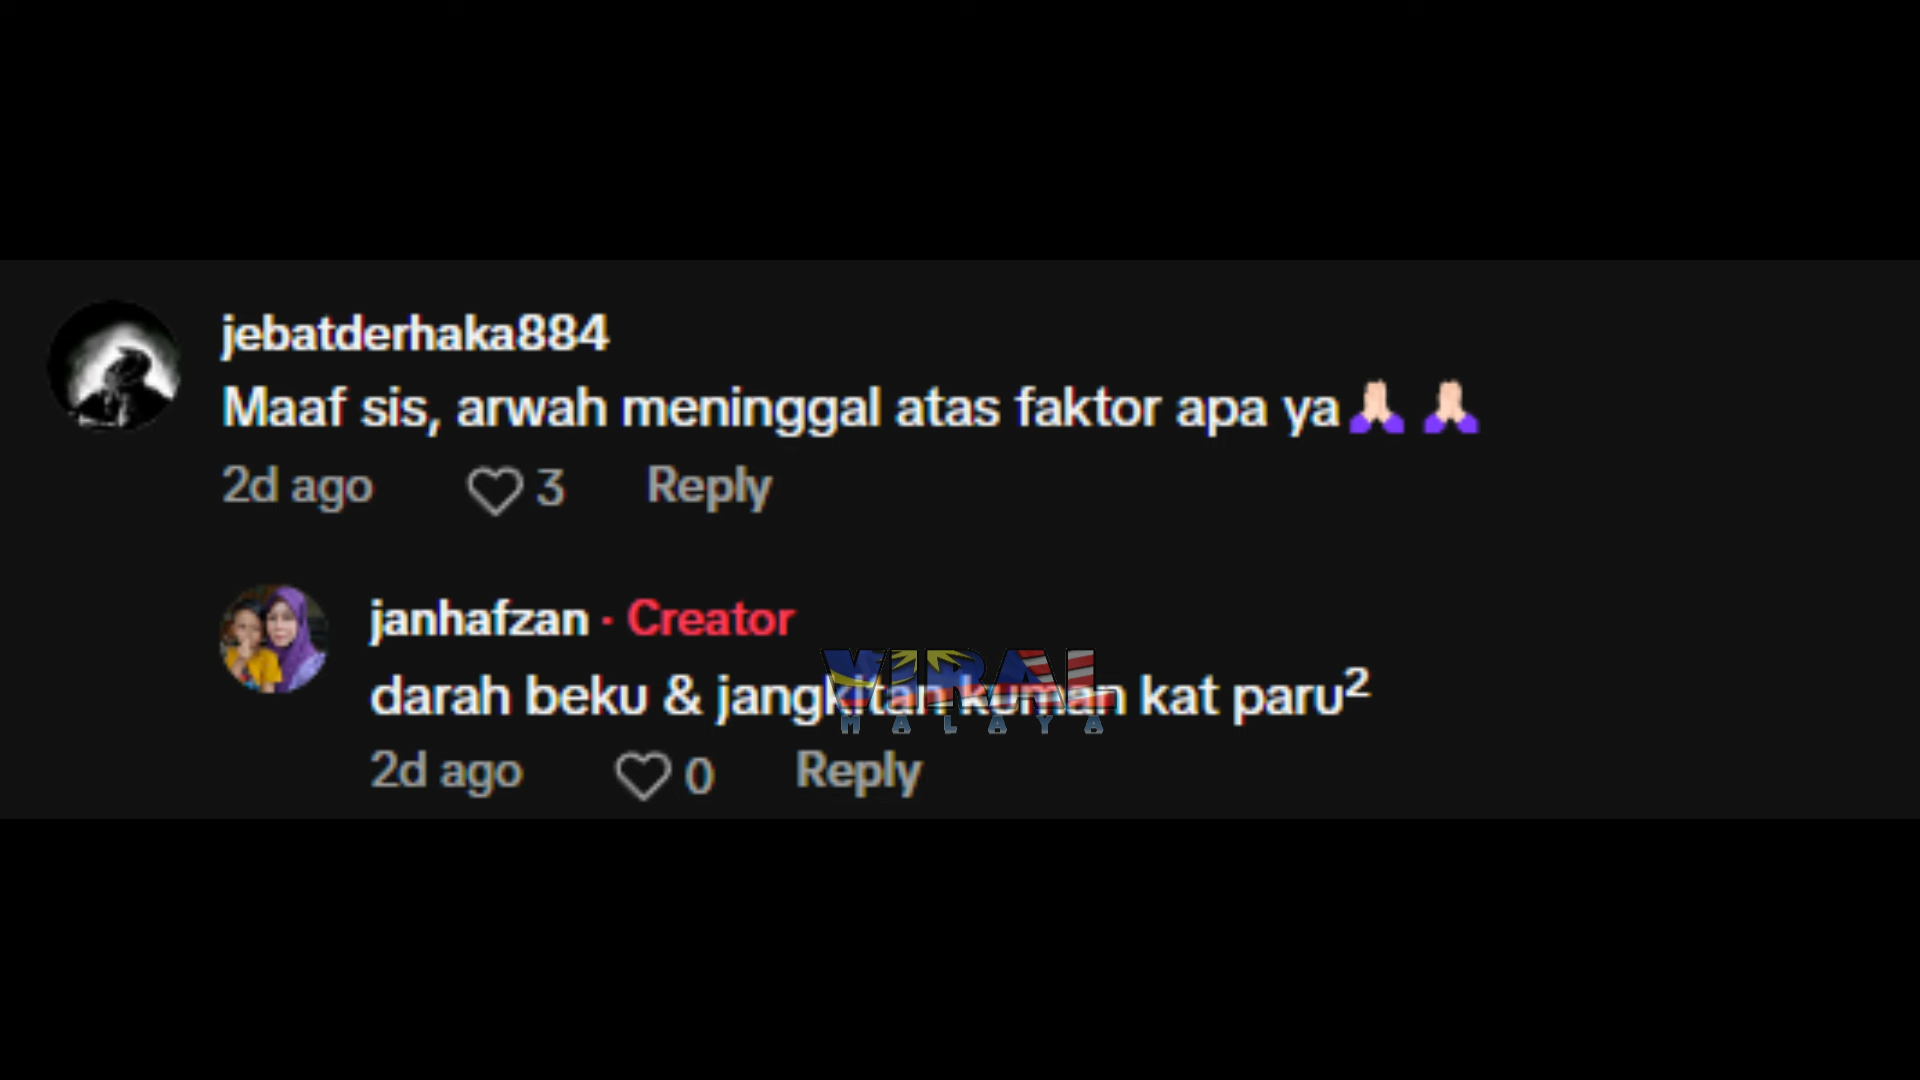 jebatderhaka884
Maaf sis, arwah meninggal atas faktor apa ya🙏🏻 🙏🏻
2d ago 3 Reply
janhafzan · Creator
darah beku & jangkitan kuman kat paru²
VIRAL
MALAYA
2d ago 0 Reply